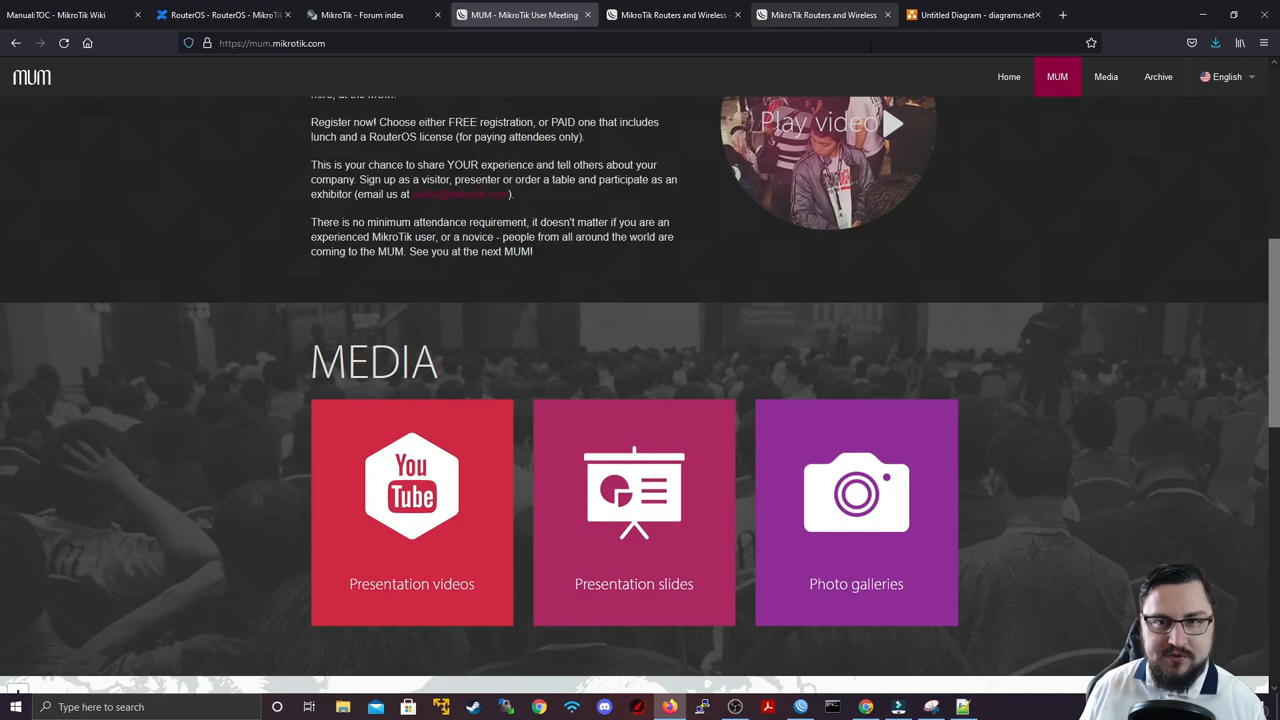 Manual:TOC - MikroTik Wiki
RouterOS - RouterOS - MikroTi
MikroTik - Forum index
MUM - MikroTik User Meeting
MikroTik Routers and Wireless -
MikroTik Routers and Wireless
Untitled Diagram - diagrams.net
https://mum.mikrotik.com
MUM
Home
MUM
Media
Archive
English
here, at the MUM.
Register now! Choose either FREE registration, or PAID one that includes
lunch and a RouterOS license (for paying attendees only).
This is your chance to share YOUR experience and tell others about your
company. Sign up as a visitor, presenter or order a table and participate as an
exhibitor (email us at sales@mikrotik.com).
There is no minimum attendance requirement, it doesn't matter if you are an
experienced MikroTik user, or a novice - people from all around the world are
coming to the MUM. See you at the next MUM!
Play video
MEDIA
You
Tube
Presentation videos
Presentation slides
Photo galleries
Type here to search